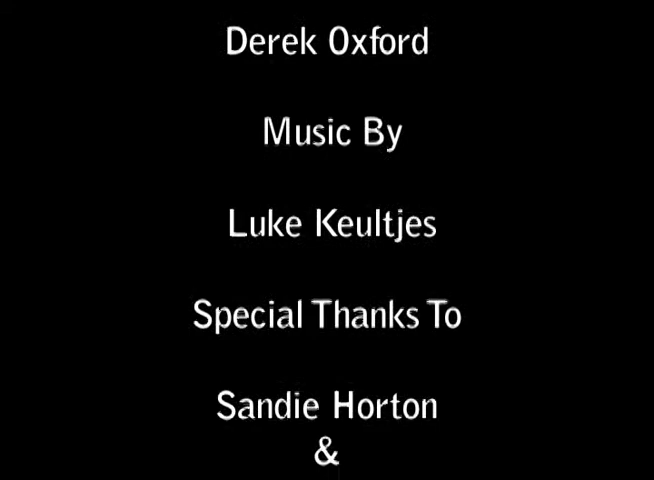 Derek Oxford
Music By
Luke Keultjes
Special Thanks To
Sandie Horton
&